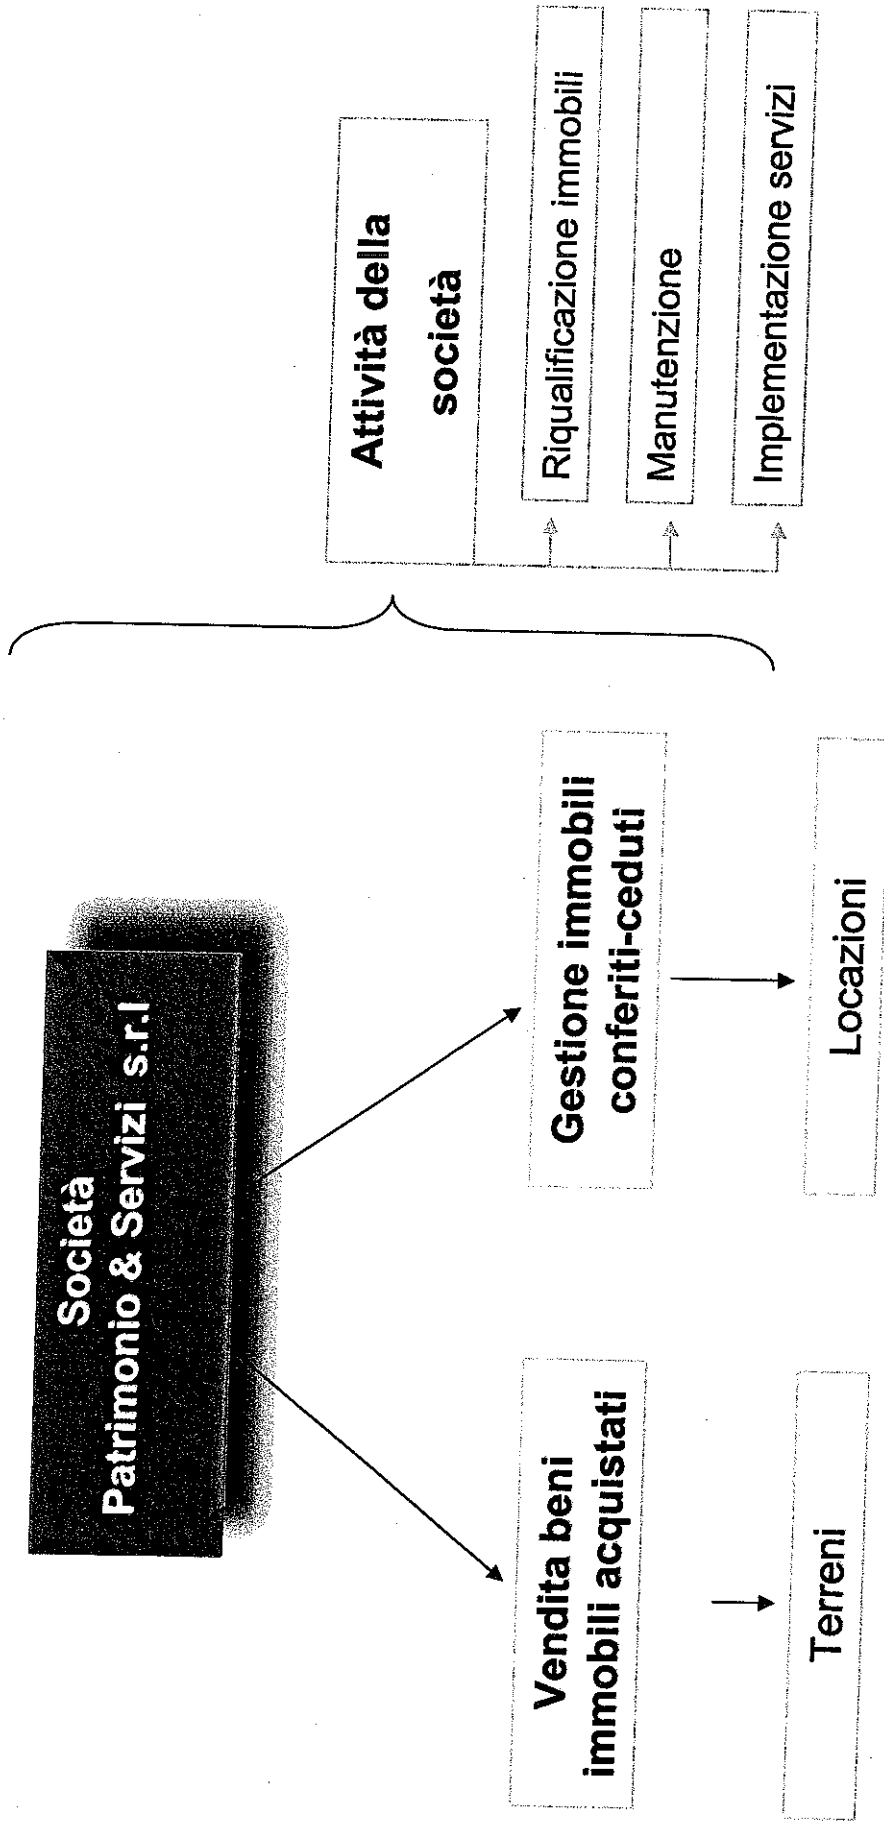 Società
Patrimonio & Servizi s.r.l
Vendita beni
immobili acquistati
Terreni
Gestione immobili
conferiti-ceduti
Locazioni
Attività della
società
Riqualificazione immobili
Manutenzione
Implementazione servizi